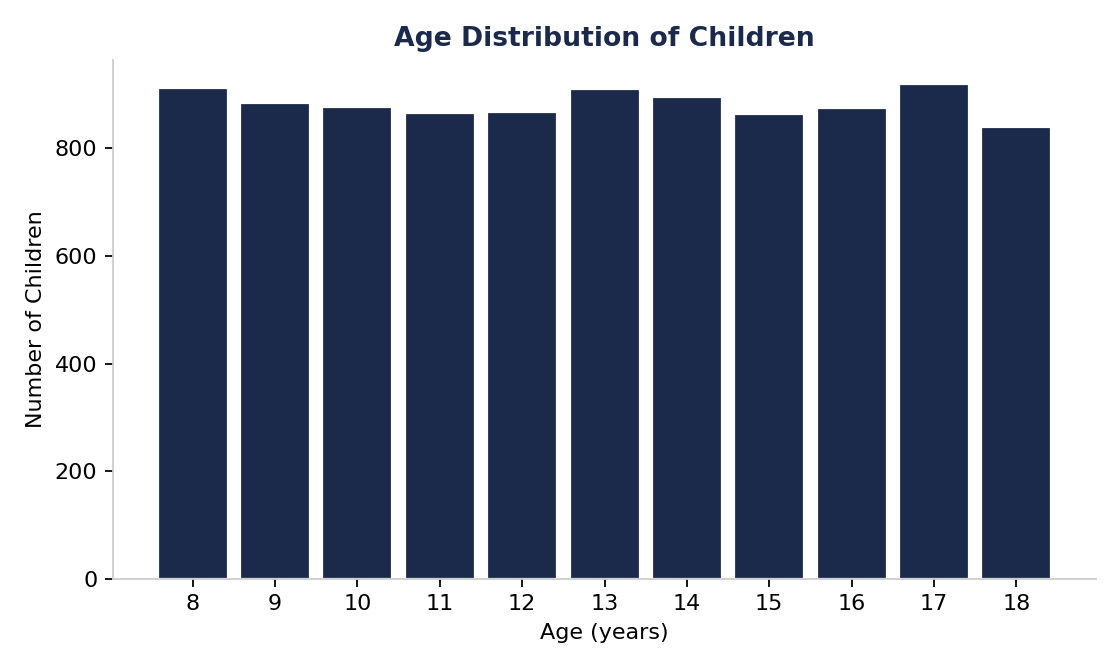 Age Distribution of Children
Number of Children
800
600
400
200
0
8 9 10 11 12 13 14 15 16 17 18
Age (years)